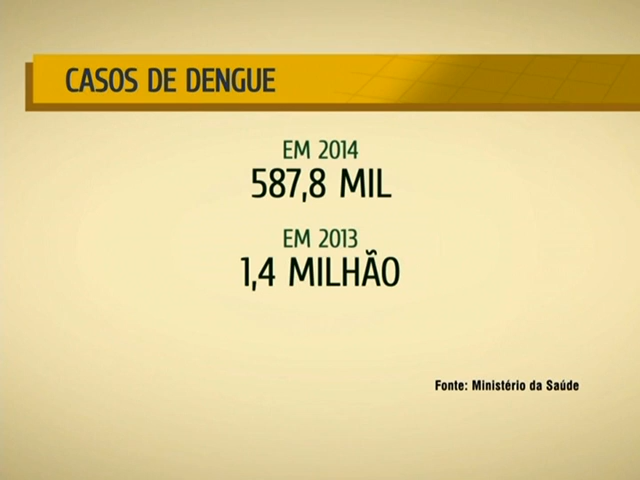 CASOS DE DENGUE
EM 2014
587,8 MIL
EM 2013
1,4 MILHÃO
Fonte: Ministério da Saúde